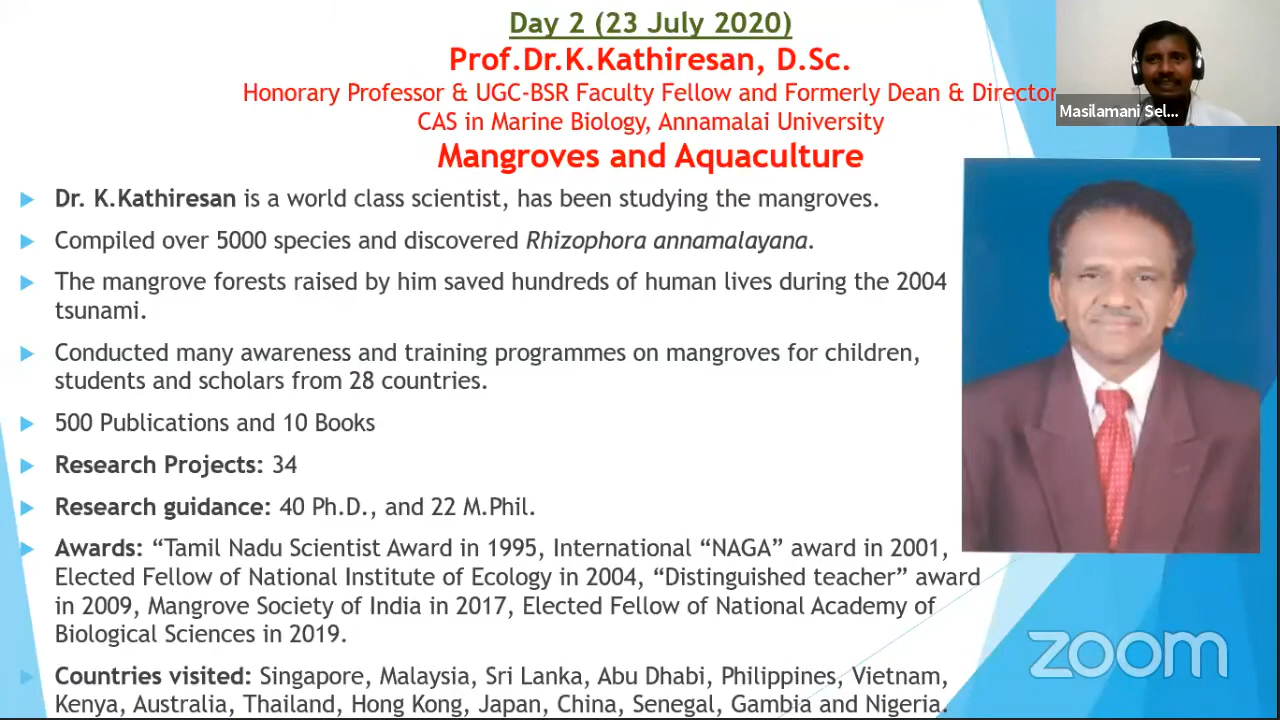 Day 2 (23 July 2020)
Prof.Dr.K.Kathiresan, D.Sc.
Honorary Professor & UGC-BSR Faculty Fellow and Formerly Dean & Director
CAS in Marine Biology, Annamalai University
Masilamani Sel...
Mangroves and Aquaculture
Dr. K.Kathiresan is a world class scientist, has been studying the mangroves.
Compiled over 5000 species and discovered Rhizophora annamalayana.
The mangrove forests raised by him saved hundreds of human lives during the 2004
tsunami.
Conducted many awareness and training programmes on mangroves for children,
students and scholars from 28 countries.
500 Publications and 10 Books
Research Projects: 34
Research guidance: 40 Ph.D., and 22 M.Phil.
Awards: “Tamil Nadu Scientist Award in 1995, International “NAGA” award in 2001,
Elected Fellow of National Institute of Ecology in 2004, “Distinguished teacher” award
in 2009, Mangrove Society of India in 2017, Elected Fellow of National Academy of
Biological Sciences in 2019.
Countries visited: Singapore, Malaysia, Sri Lanka, Abu Dhabi, Philippines, Vietnam,
Kenya, Australia, Thailand, Hong Kong, Japan, China, Senegal, Gambia and Nigeria.
zoom